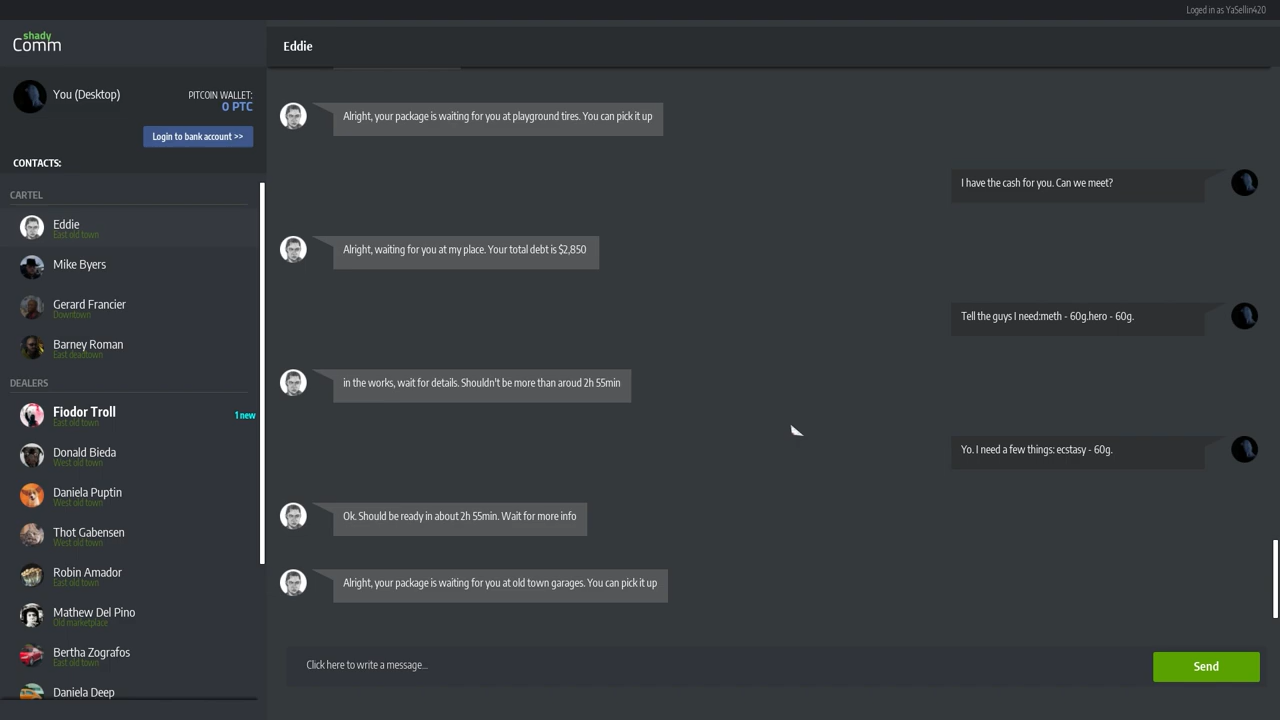 Loged in as YaSellin420
shady
Comm
Eddie
You (Desktop)
PITCOIN WALLET:
0 PTC
Login to bank account >>
CONTACTS:
CARTEL
Eddie
East old town
Mike Byers
Gerard Francier
Downtown
Barney Roman
East deadtown
DEALERS
Fiodor Troll
East old town
1 new
Donald Bieda
West old town
Daniela Puptin
West old town
Thot Gabensen
West old town
Robin Amador
East old town
Mathew Del Pino
Old marketplace
Bertha Zografos
East old town
Daniela Deep
Alright, your package is waiting for you at playground tires. You can pick it up
I have the cash for you. Can we meet?
Alright, waiting for you at my place. Your total debt is $2,850
Tell the guys I need:meth - 60g.hero - 60g.
in the works, wait for details. Shouldn't be more than aroud 2h 55min
Yo. I need a few things: ecstasy - 60g.
Ok. Should be ready in about 2h 55min. Wait for more info
Alright, your package is waiting for you at old town garages. You can pick it up
Click here to write a message...
Send